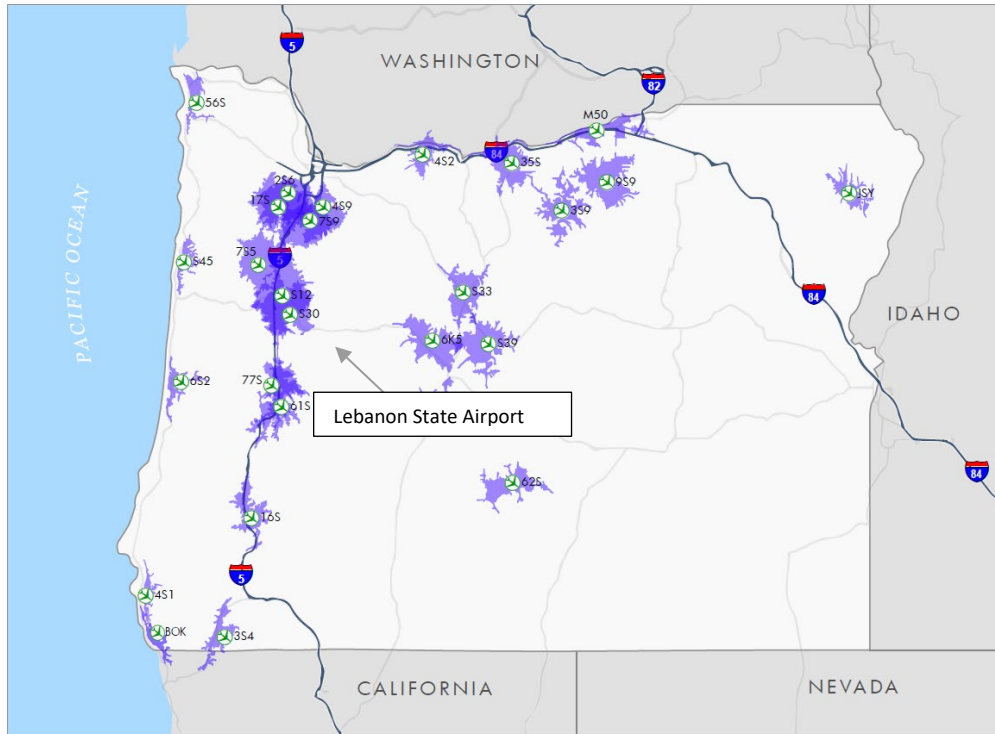 5
WASHINGTON
82
56S
M50
84
4S2
35S
2S6
9S9
JSY
17S
4S9
3S9
7S9
PACIFIC OCEAN
7S5
5
S45
S33
84
S12
IDAHO
S30
6K5
S39
6S2
77S
61S
Lebanon State Airport
84
62S
16S
5
4S1
BOK
3S4
CALIFORNIA
NEVADA